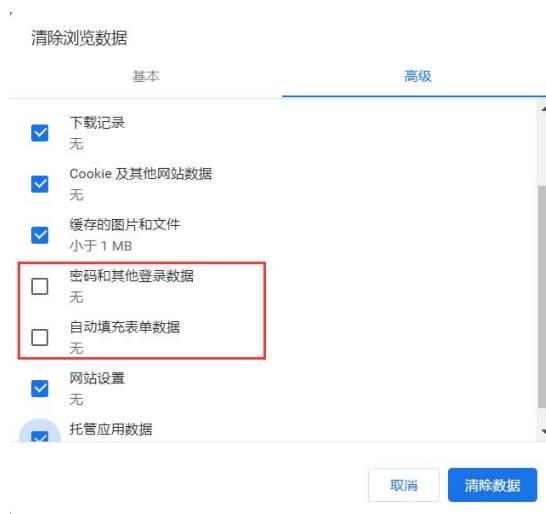 清除浏览数据
基本
高级
下载记录
无
Cookie 及其他网站数据
无
缓存的图片和文件
小于 1 MB
密码和其他登录数据
无
自动填充表单数据
无
网站设置
无
托管应用数据
取消
清除数据